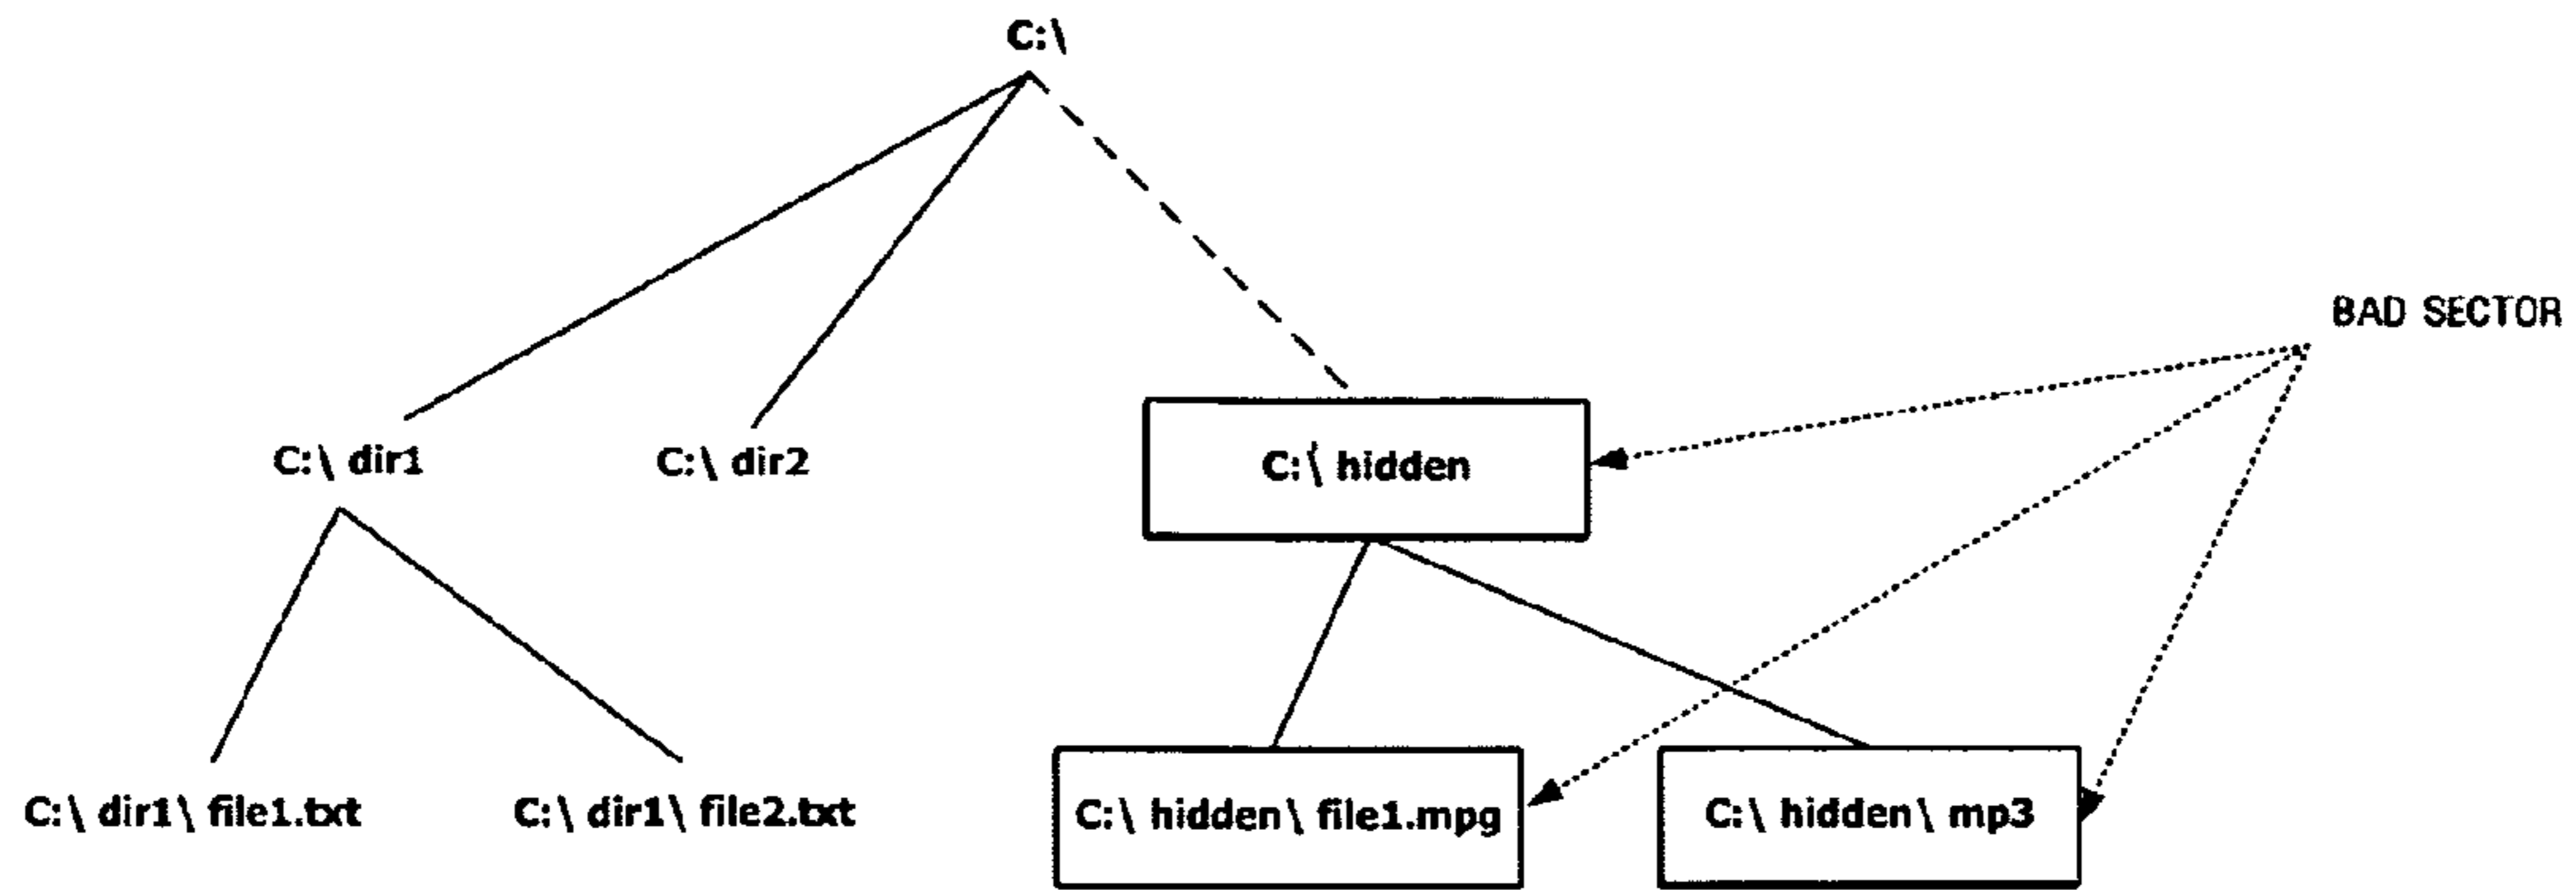 C:\
BAD SECTOR
C:\ dir1
C:\ dir2
C:\ hidden
C:\ dir1\ file1.txt
C:\ dir1\ file2.txt
C:\ hidden\ file1.mpg
C:\ hidden\ mp3